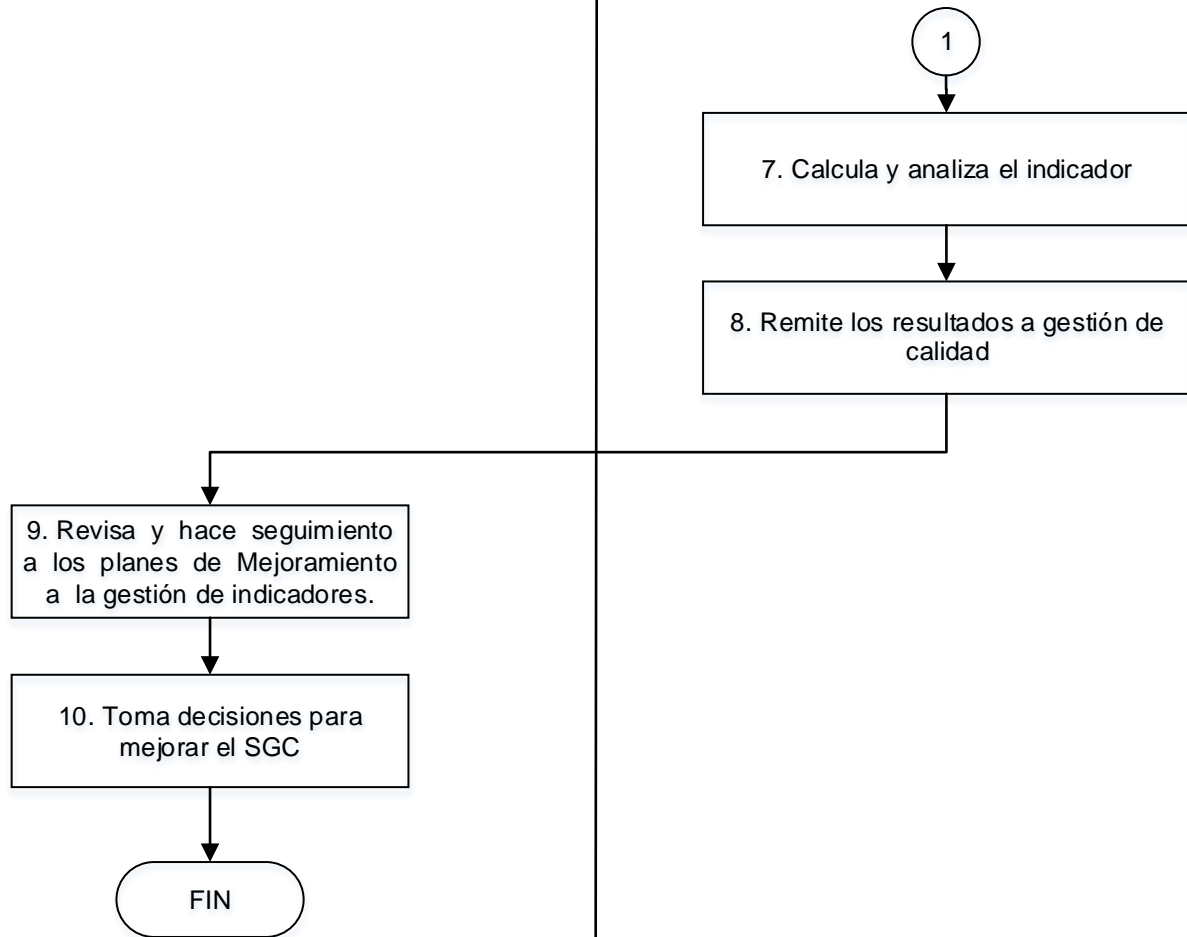 1
7. Calcula y analiza el indicador
8. Remite los resultados a gestión de
calidad
9. Revisa y hace seguimiento
a los planes de Mejoramiento
a la gestión de indicadores.
10. Toma decisiones para
mejorar el SGC
FIN